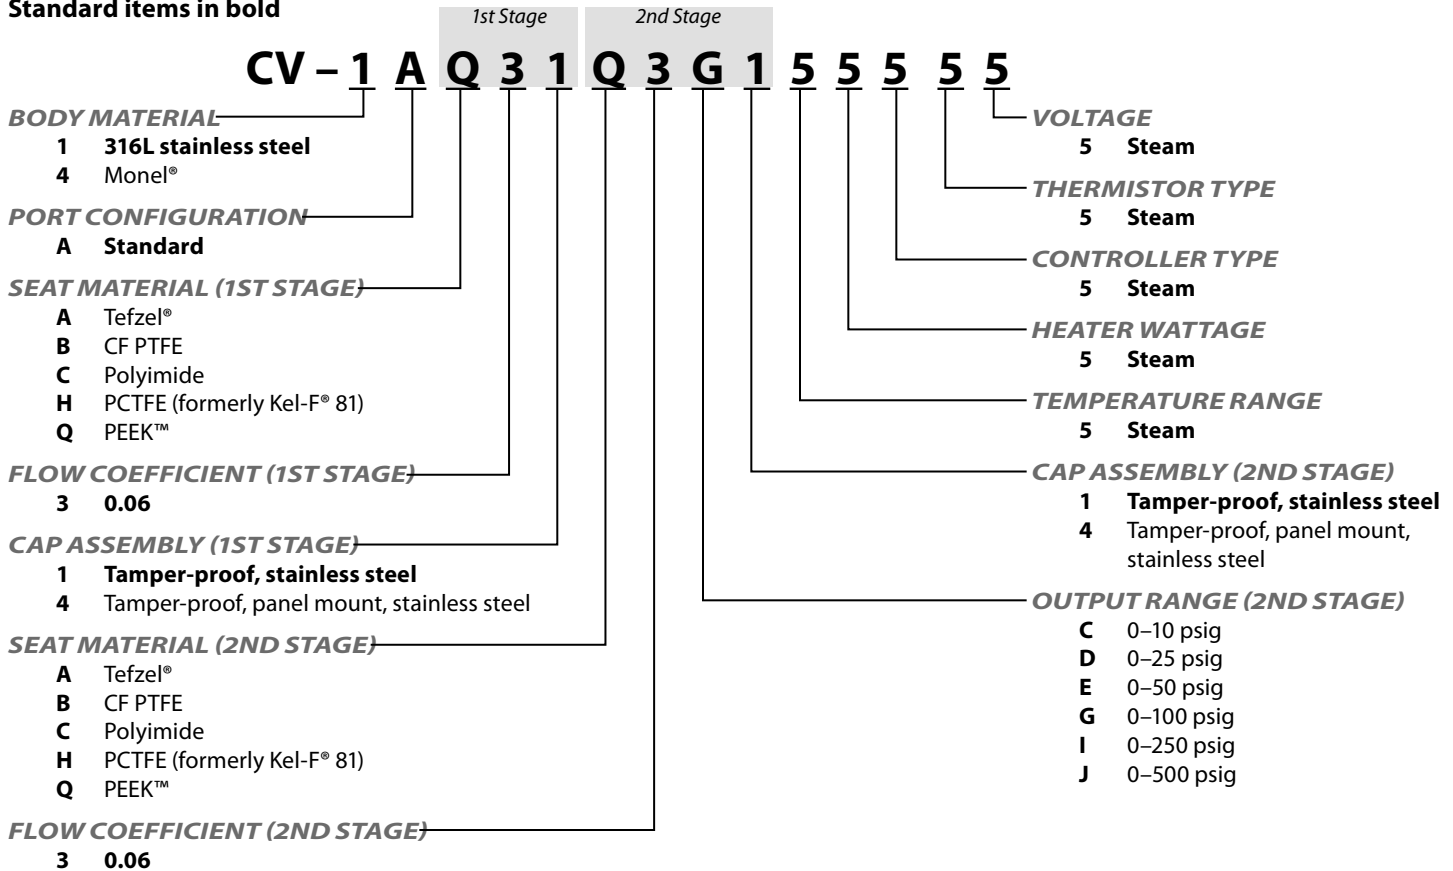 Standard items in bold
1st Stage
2nd Stage
CV – 1 A Q 3 1 Q 3 G 1 5 5 5 5 5
BODY MATERIAL
1 316L stainless steel
4 Monel®
PORT CONFIGURATION
A Standard
SEAT MATERIAL (1ST STAGE)
A Tefzel®
B CF PTFE
C Polyimide
H PCTFE (formerly Kel-F® 81)
Q PEEK™
FLOW COEFFICIENT (1ST STAGE)
3 0.06
CAP ASSEMBLY (1ST STAGE)
1 Tamper-proof, stainless steel
4 Tamper-proof, panel mount, stainless steel
SEAT MATERIAL (2ND STAGE)
A Tefzel®
B CF PTFE
C Polyimide
H PCTFE (formerly Kel-F® 81)
Q PEEK™
FLOW COEFFICIENT (2ND STAGE)
3 0.06
VOLTAGE
5 Steam
THERMISTOR TYPE
5 Steam
CONTROLLER TYPE
5 Steam
HEATER WATTAGE
5 Steam
TEMPERATURE RANGE
5 Steam
CAP ASSEMBLY (2ND STAGE)
1 Tamper-proof, stainless steel
4 Tamper-proof, panel mount,
stainless steel
OUTPUT RANGE (2ND STAGE)
C 0–10 psig
D 0–25 psig
E 0–50 psig
G 0–100 psig
I 0–250 psig
J 0–500 psig